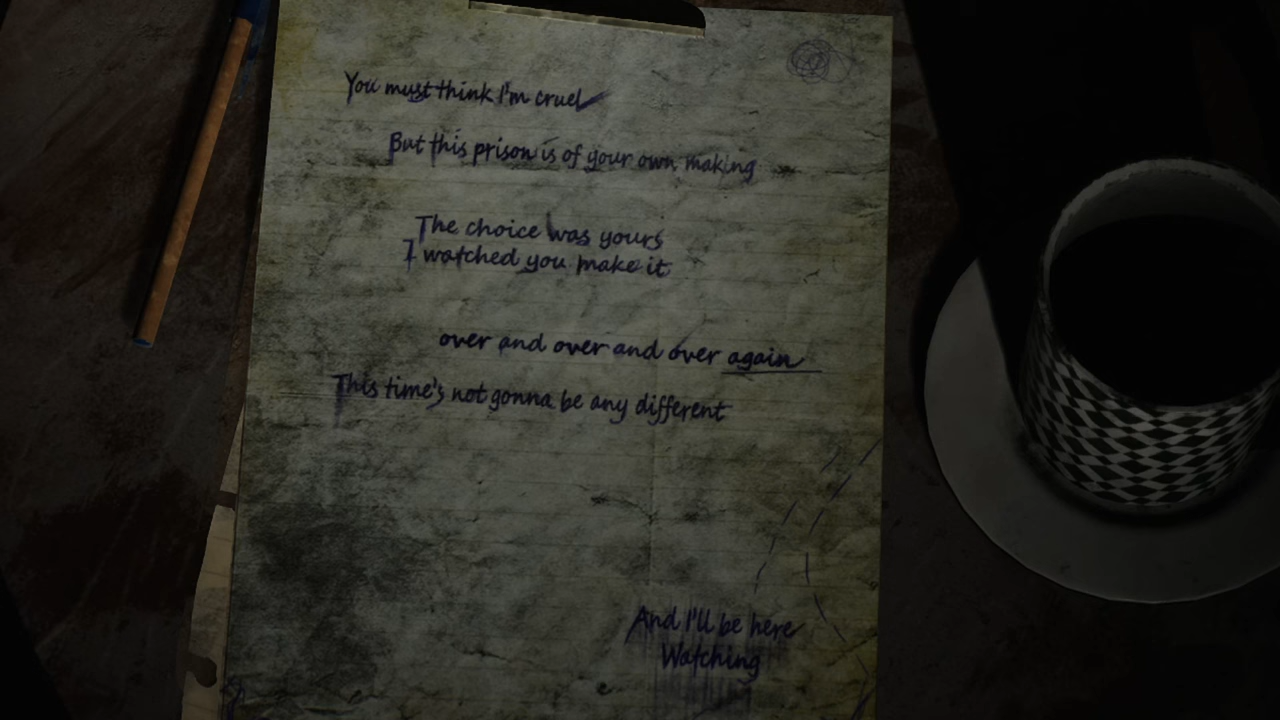 You must think I'm cruel
But this prison is of your own making
The choice was yours
I watched you make it
over and over and over again
This time's not gonna be any different
And I'll be here
Watching